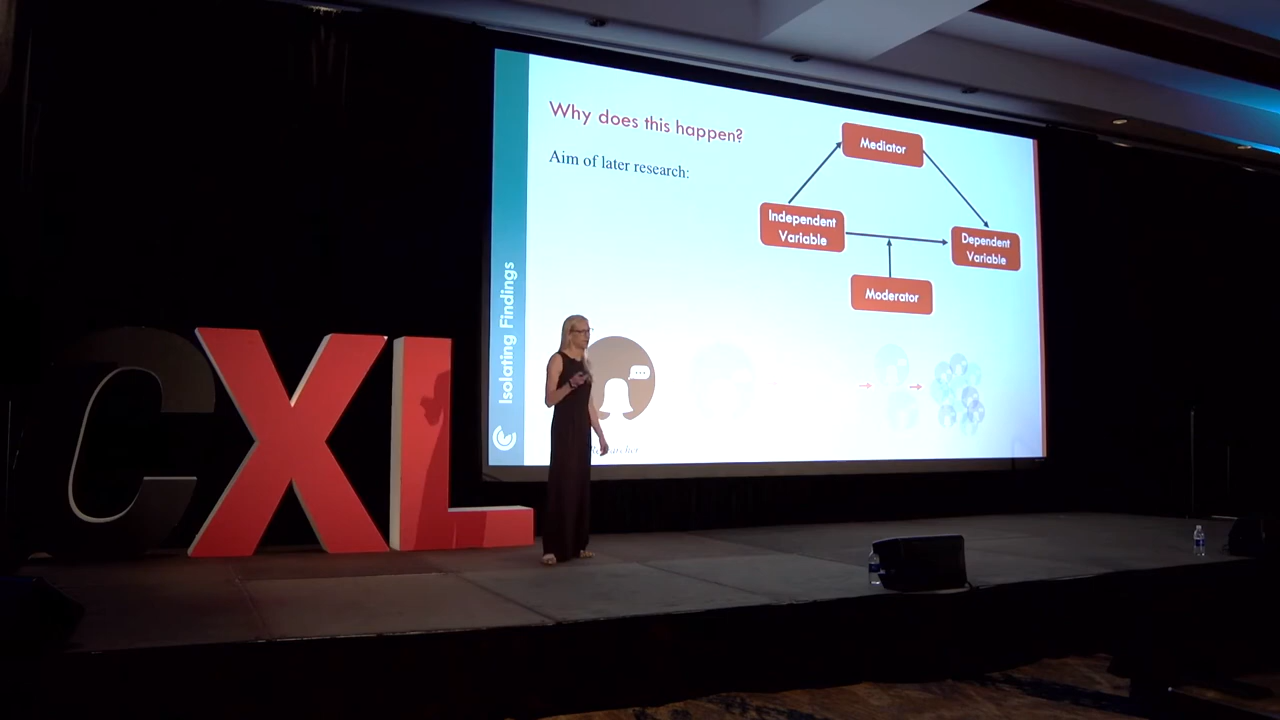 Why does this happen?
Aim of later research:
Mediator
Independent
Variable
Dependent
Variable
Moderator
Isolating Findings
CXL